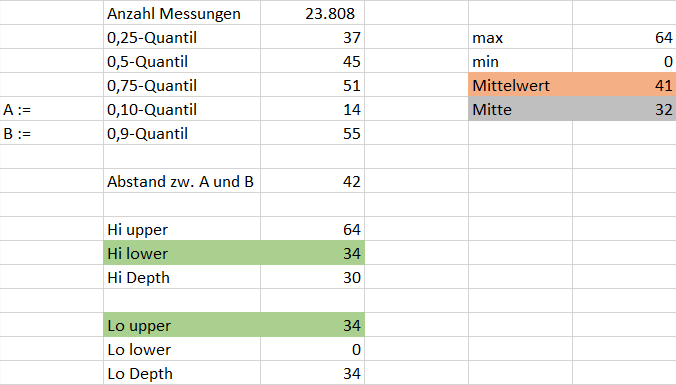 Anzahl Messungen 23.808
0,25-Quantil 37 max 64
0,5-Quantil 45 min 0
0,75-Quantil 51 Mittelwert 41
A := 0,10-Quantil 14 Mitte 32
B := 0,9-Quantil 55
Abstand zw. A und B 42
Hi upper 64
Hi lower 34
Hi Depth 30
Lo upper 34
Lo lower 0
Lo Depth 34